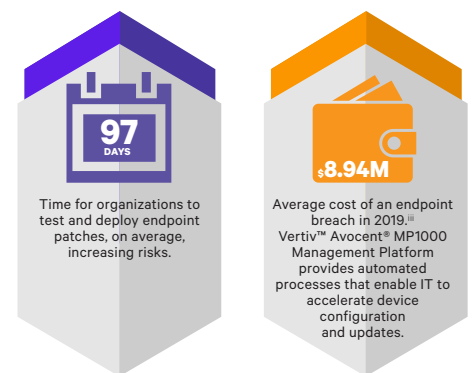 97
DAYS
Time for organizations to
test and deploy endpoint
patches, on average,
increasing risks.
$8.94M
Average cost of an endpoint
breach in 2019.ⁱⁱⁱ
Vertiv™ Avocent® MP1000
Management Platform
provides automated
processes that enable IT to
accelerate device
configuration
and updates.